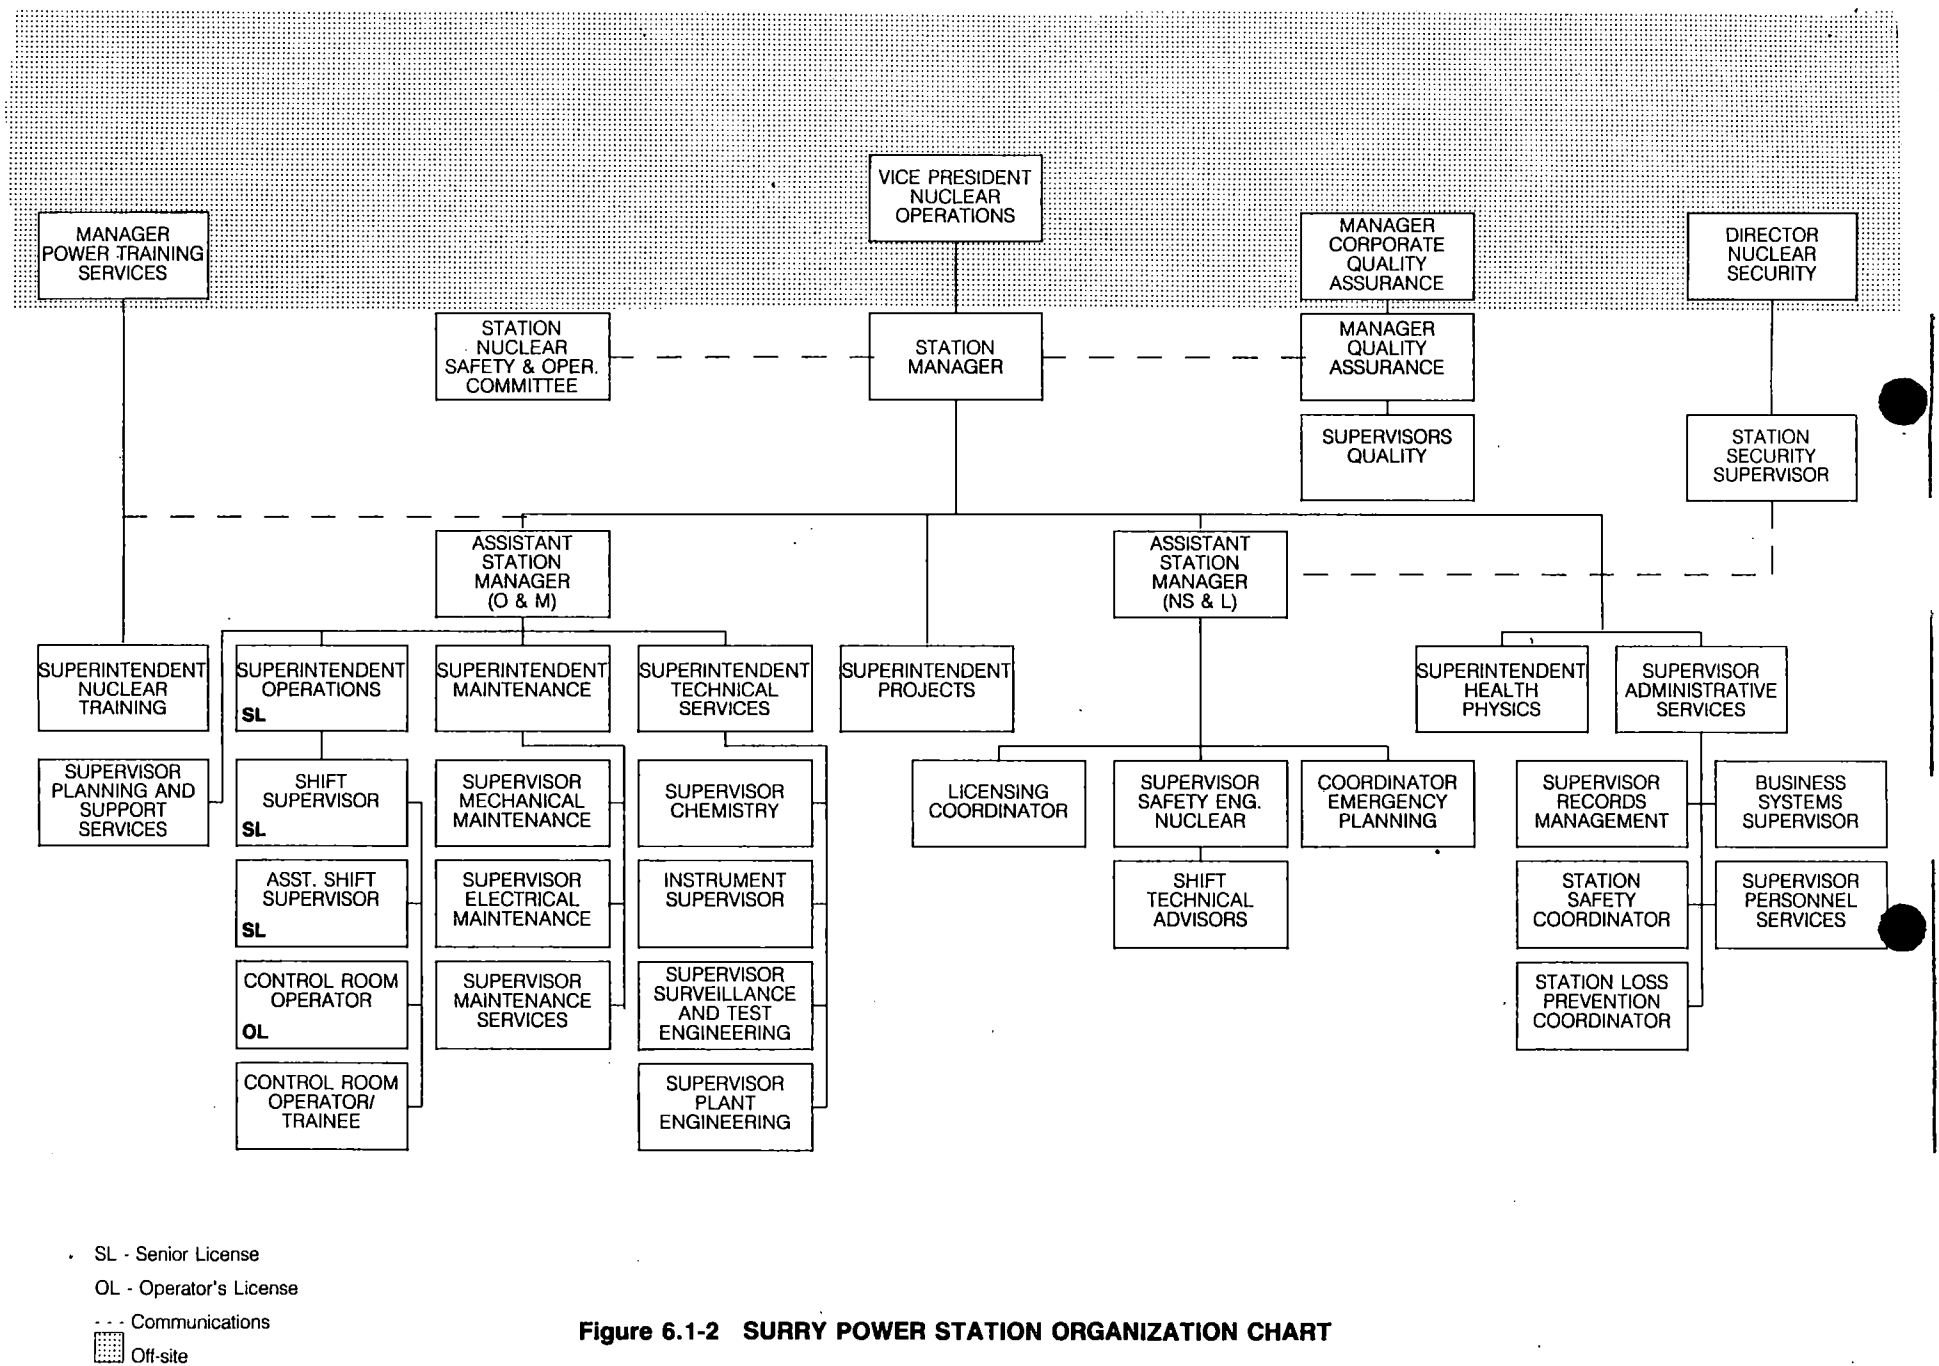 VICE PRESIDENT
NUCLEAR
OPERATIONS
MANAGER
POWER TRAINING
SERVICES
MANAGER
CORPORATE
QUALITY
ASSURANCE
DIRECTOR
NUCLEAR
SECURITY
STATION
NUCLEAR
SAFETY & OPER.
COMMITTEE
STATION
MANAGER
MANAGER
QUALITY
ASSURANCE
SUPERVISORS
QUALITY
STATION
SECURITY
SUPERVISOR
ASSISTANT
STATION
MANAGER
(O & M)
ASSISTANT
STATION
MANAGER
(NS & L)
SUPERINTENDENT
NUCLEAR
TRAINING
SUPERINTENDENT
OPERATIONS
SL
SUPERINTENDENT
MAINTENANCE
SUPERINTENDENT
TECHNICAL
SERVICES
SUPERINTENDENT
PROJECTS
SUPERINTENDENT
HEALTH
PHYSICS
SUPERVISOR
ADMINISTRATIVE
SERVICES
SUPERVISOR
PLANNING AND
SUPPORT
SERVICES
SHIFT
SUPERVISOR
SL
SUPERVISOR
MECHANICAL
MAINTENANCE
SUPERVISOR
CHEMISTRY
LICENSING
COORDINATOR
SUPERVISOR
SAFETY ENG.
NUCLEAR
COORDINATOR
EMERGENCY
PLANNING
SUPERVISOR
RECORDS
MANAGEMENT
BUSINESS
SYSTEMS
SUPERVISOR
ASST. SHIFT
SUPERVISOR
SL
SUPERVISOR
ELECTRICAL
MAINTENANCE
INSTRUMENT
SUPERVISOR
SHIFT
TECHNICAL
ADVISORS
STATION
SAFETY
COORDINATOR
SUPERVISOR
PERSONNEL
SERVICES
CONTROL ROOM
OPERATOR
OL
SUPERVISOR
MAINTENANCE
SERVICES
SUPERVISOR
SURVEILLANCE
AND TEST
ENGINEERING
STATION LOSS
PREVENTION
COORDINATOR
CONTROL ROOM
OPERATOR/
TRAINEE
SUPERVISOR
PLANT
ENGINEERING
SL - Senior License
OL - Operator's License
- - - Communications
Off-site
Figure 6.1-2 SURRY POWER STATION ORGANIZATION CHART